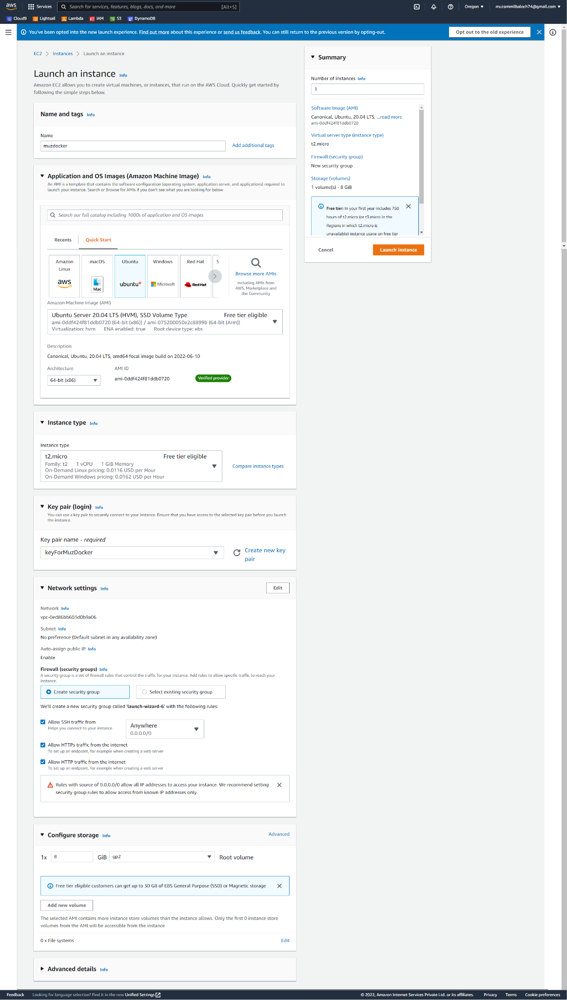 aws
Services
Search for services, features, blogs, docs, and more
[Alt+S]
Oregon ▼
muzammilbaloch74@gmail.com ▼
Cloud9
Lightsail
Lambda
IAM
S3
DynamoDB
You've been opted into the new launch experience. Find out more about this experience or send us feedback. You can still return to the previous version by opting-out.
Opt out to the old experience
EC2 > Instances > Launch an instance
Launch an instance Info
Amazon EC2 allows you to create virtual machines, or instances, that run on the AWS Cloud. Quickly get started by
following the simple steps below.
Name and tags Info
Name
muzdocker
Add additional tags
Application and OS Images (Amazon Machine Image) Info
An AMI is a template that contains the software configuration (operating system, application server, and applications) required to
launch your instance. Search or Browse for AMIs if you don't see what you are looking for below
Search our full catalog including 1000s of application and OS images
Recents
Quick Start
Amazon
Linux
aws
macOS
Mac
Ubuntu
ubuntu
Windows
Microsoft
Red Hat
RedHat
S
Browse more AMIs
Including AMIs from
AWS, Marketplace and
the Community
Amazon Machine Image (AMI)
Ubuntu Server 20.04 LTS (HVM), SSD Volume Type
Free tier eligible
ami-0ddf424f81ddb0720 (64-bit (x86)) / ami-075200050e2c8899b (64-bit (Arm))
Virtualization: hvm ENA enabled: true Root device type: ebs
Description
Canonical, Ubuntu, 20.04 LTS, amd64 focal image build on 2022-06-10
Architecture
AMI ID
64-bit (x86)
ami-0ddf424f81ddb0720
Verified provider
Instance type Info
Instance type
t2.micro
Free tier eligible
Family: t2 1 vCPU 1 GiB Memory
On-Demand Linux pricing: 0.0116 USD per Hour
On-Demand Windows pricing: 0.0162 USD per Hour
Compare instance types
Key pair (login) Info
You can use a key pair to securely connect to your instance. Ensure that you have access to the selected key pair before you launch
the instance.
Key pair name - required
keyForMuzDocker
Create new key
pair
Network settings Info
Edit
Network Info
vpc-0ed86bb603d0b9a06
Subnet Info
No preference (Default subnet in any availability zone)
Auto-assign public IP Info
Enable
Firewall (security groups) Info
A security group is a set of firewall rules that control the traffic for your instance. Add rules to allow specific traffic to reach your
instance.
Create security group
Select existing security group
We'll create a new security group called 'launch-wizard-6' with the following rules:
Allow SSH traffic from
Helps you connect to your instance
Anywhere
0.0.0.0/0
Allow HTTPs traffic from the internet
To set up an endpoint, for example when creating a web server
Allow HTTP traffic from the internet
To set up an endpoint, for example when creating a web server
Rules with source of 0.0.0.0/0 allow all IP addresses to access your instance. We recommend setting
security group rules to allow access from known IP addresses only.
Configure storage Info
Advanced
1x
8
GiB
gp2
Root volume
Free tier eligible customers can get up to 30 GB of EBS General Purpose (SSD) or Magnetic storage
Add new volume
The selected AMI contains more instance store volumes than the instance allows. Only the first 0 instance store
volumes from the AMI will be accessible from the instance
0 x File systems
Edit
Advanced details Info
Summary
Number of instances Info
1
Software Image (AMI)
Canonical, Ubuntu, 20.04 LTS, ...read more
ami-0ddf424f81ddb0720
Virtual server type (instance type)
t2.micro
Firewall (security group)
New security group
Storage (volumes)
1 volume(s) - 8 GiB
Free tier: In your first year includes 750
hours of t2.micro (or t3.micro in the
Regions in which t2.micro is
unavailable) instance usage on free tier
Cancel
Launch instance
Feedback
Looking for language selection? Find it in the new Unified Settings
© 2022, Amazon Internet Services Private Ltd. or its affiliates.
Privacy
Terms
Cookie preferences